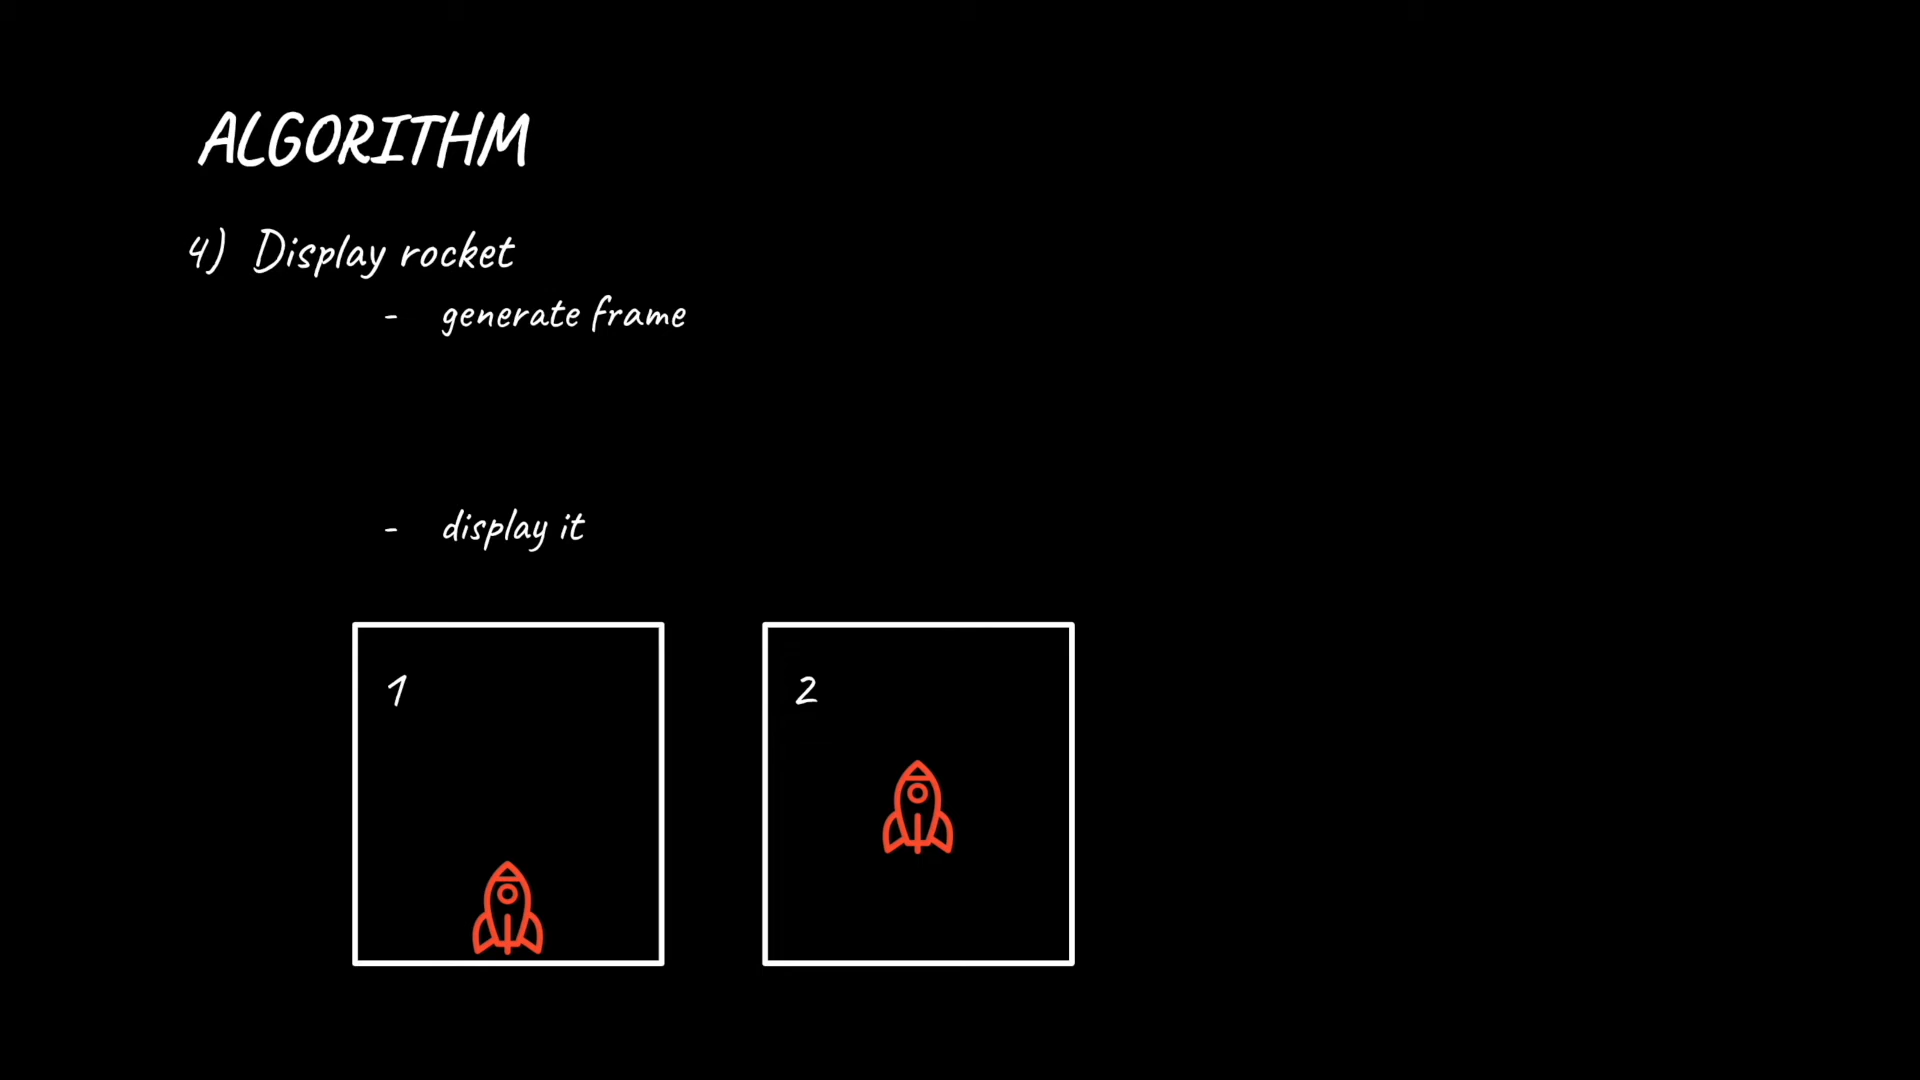 ALGORITHM
4) Display rocket
- generate frame
- display it
1
2